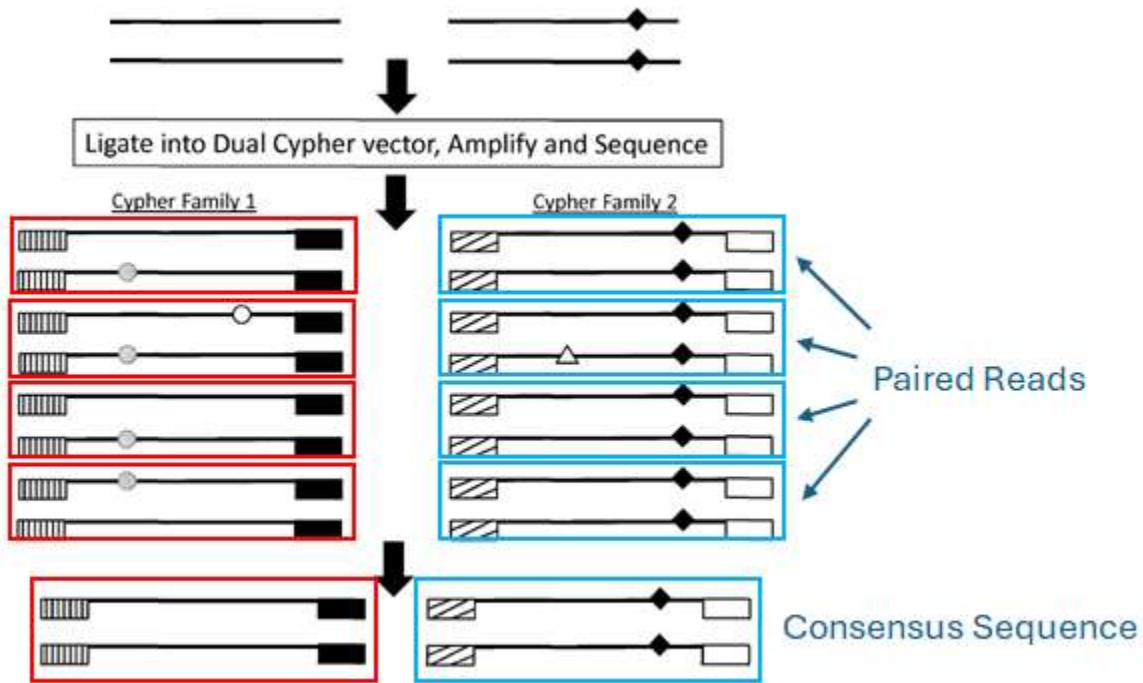 Ligate into Dual Cypher vector, Amplify and Sequence
Cypher Family 1
Cypher Family 2
Paired Reads
Consensus Sequence